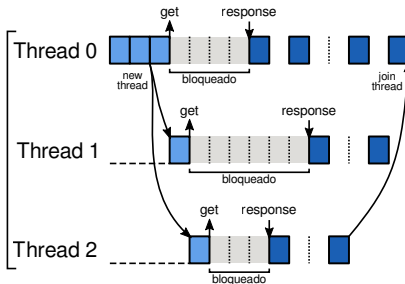 get
response
Thread 0
new
thread
bloqueado
join
thread
get
response
Thread 1
bloqueado
get
response
Thread 2
bloqueado